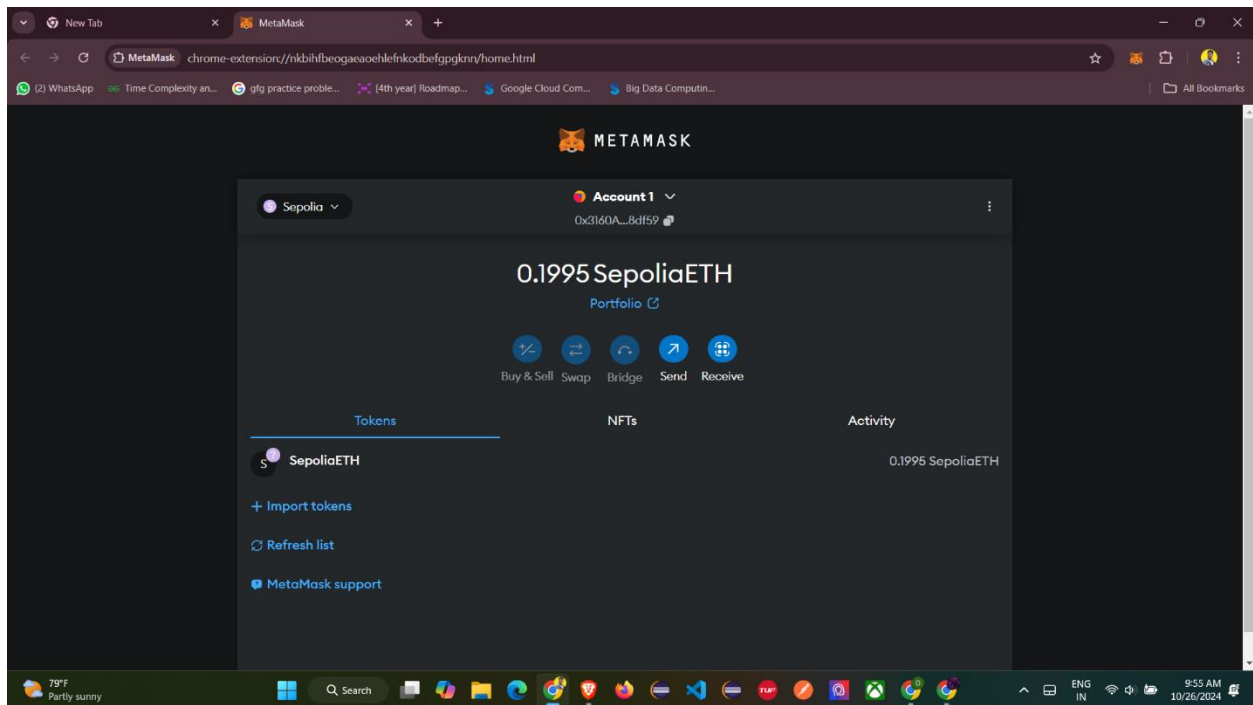 New Tab
MetaMask
MetaMask chrome-extension://nkbihfbeogaeaoehlefnkodbefgpgknn/home.html
(2) WhatsApp
Time Complexity an...
gfg practice proble...
[4th year] Roadmap...
Google Cloud Com...
Big Data Computin...
All Bookmarks
METAMASK
S Sepolia
Account 1
0x3160A...8df59
0.1995 SepoliaETH
Portfolio
Buy & Sell Swap Bridge Send Receive
Tokens NFTs Activity
S ? SepoliaETH 0.1995 SepoliaETH
+ Import tokens
Refresh list
MetaMask support
79°F
Partly sunny
Search
TUF
ENG
IN
9:55 AM
10/26/2024